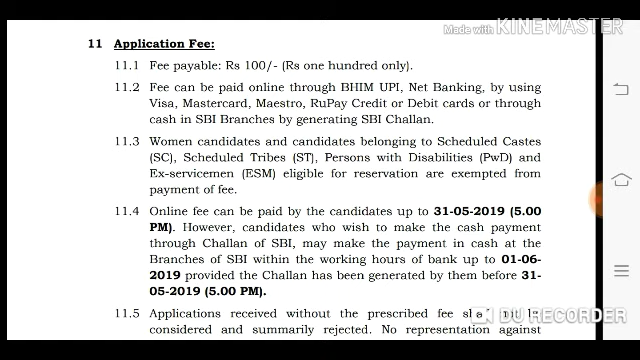 Made with KINEMASTER
11 Application Fee:
11.1 Fee payable: Rs 100/- (Rs one hundred only).
11.2 Fee can be paid online through BHIM UPI, Net Banking, by using
Visa, Mastercard, Maestro, RuPay Credit or Debit cards or through
cash in SBI Branches by generating SBI Challan.
11.3 Women candidates and candidates belonging to Scheduled Castes
(SC), Scheduled Tribes (ST), Persons with Disabilities (PwD) and
Ex-servicemen (ESM) eligible for reservation are exempted from
payment of fee.
11.4 Online fee can be paid by the candidates up to 31-05-2019 (5.00
PM). However, candidates who wish to make the cash payment
through Challan of SBI, may make the payment in cash at the
Branches of SBI within the working hours of bank up to 01-06-
2019 provided the Challan has been generated by them before 31-
05-2019 (5.00 PM).
11.5 Applications received without the prescribed fee shall not be
considered and summarily rejected. No representation against
DU RECORDER